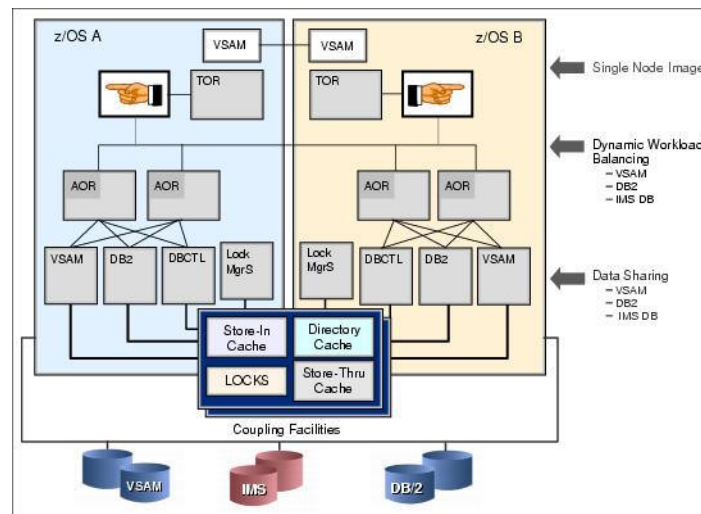 z/OS A
VSAM
VSAM
z/OS B
TOR
TOR
Single Node Image
Dynamic Workload
Balancing
– VSAM
– DB2
– IMS DB
AOR
AOR
AOR
AOR
VSAM
DB2
DBCTL
Lock
MgrS
Lock
MgrS
DBCTL
DB2
VSAM
Data Sharing
– VSAM
– DB2
– IMS DB
Store-In
Cache
Directory
Cache
LOCKS
Store-Thru
Cache
Coupling Facilities
VSAM
IMS
DB/2